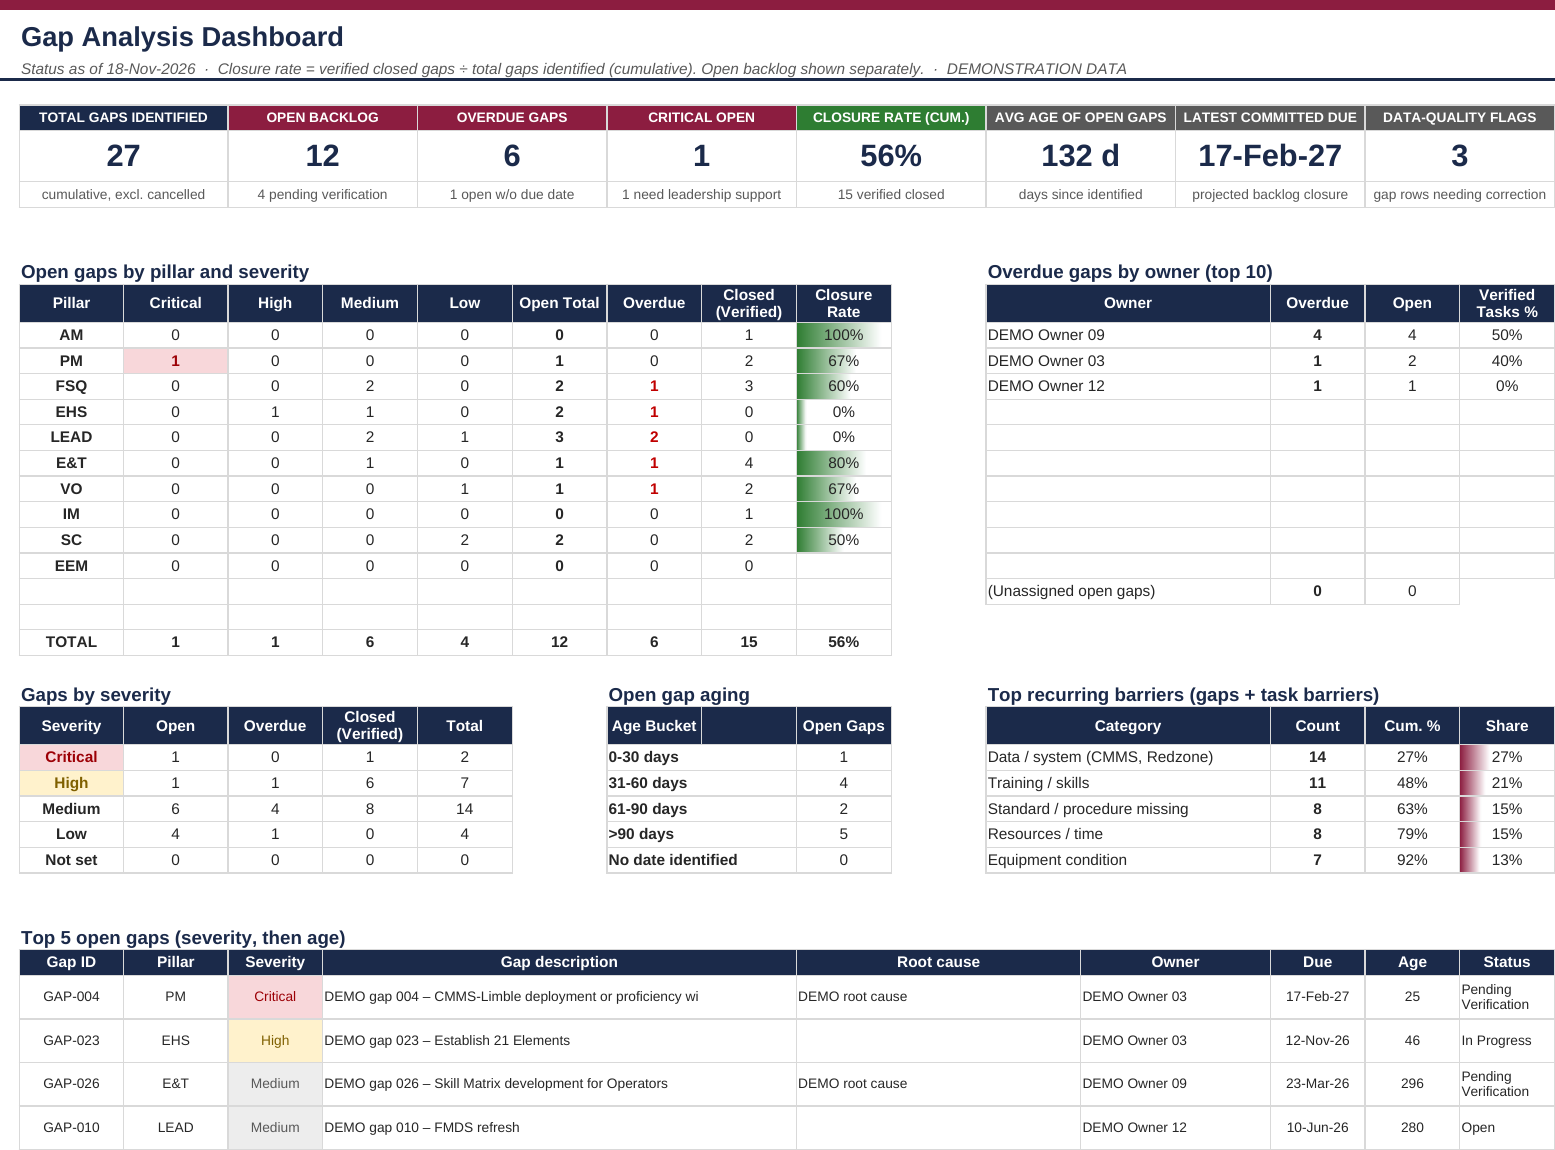 Gap Analysis Dashboard
Status as of 18-Nov-2026 · Closure rate = verified closed gaps ÷ total gaps identified (cumulative). Open backlog shown separately. · DEMONSTRATION DATA
TOTAL GAPS IDENTIFIED OPEN BACKLOG OVERDUE GAPS CRITICAL OPEN CLOSURE RATE (CUM.) AVG AGE OF OPEN GAPS LATEST COMMITTED DUE DATA-QUALITY FLAGS
27 12 6 1 56% 132 d 17-Feb-27 3
cumulative, excl. cancelled 4 pending verification 1 open w/o due date 1 need leadership support 15 verified closed days since identified projected backlog closure gap rows needing correction
Open gaps by pillar and severity
Pillar Critical High Medium Low Open Total Overdue Closed (Verified) Closure Rate
AM 0 0 0 0 0 0 1 100%
PM 1 0 0 0 1 0 2 67%
FSQ 0 0 2 0 2 1 3 60%
EHS 0 1 1 0 2 1 0 0%
LEAD 0 0 2 1 3 2 0 0%
E&T 0 0 1 0 1 1 4 80%
VO 0 0 0 1 1 1 2 67%
IM 0 0 0 0 0 0 1 100%
SC 0 0 0 2 2 0 2 50%
EEM 0 0 0 0 0 0 0
TOTAL 1 1 6 4 12 6 15 56%
Overdue gaps by owner (top 10)
Owner Overdue Open Verified Tasks %
DEMO Owner 09 4 4 50%
DEMO Owner 03 1 2 40%
DEMO Owner 12 1 1 0%
(Unassigned open gaps) 0 0
Gaps by severity
Severity Open Overdue Closed (Verified) Total
Critical 1 0 1 2
High 1 1 6 7
Medium 6 4 8 14
Low 4 1 0 4
Not set 0 0 0 0
Open gap aging
Age Bucket Open Gaps
0-30 days 1
31-60 days 4
61-90 days 2
>90 days 5
No date identified 0
Top recurring barriers (gaps + task barriers)
Category Count Cum. % Share
Data / system (CMMS, Redzone) 14 27% 27%
Training / skills 11 48% 21%
Standard / procedure missing 8 63% 15%
Resources / time 8 79% 15%
Equipment condition 7 92% 13%
Top 5 open gaps (severity, then age)
Gap ID Pillar Severity Gap description Root cause Owner Due Age Status
GAP-004 PM Critical DEMO gap 004 – CMMS-Limble deployment or proficiency wi DEMO root cause DEMO Owner 03 17-Feb-27 25 Pending Verification
GAP-023 EHS High DEMO gap 023 – Establish 21 Elements DEMO Owner 03 12-Nov-26 46 In Progress
GAP-026 E&T Medium DEMO gap 026 – Skill Matrix development for Operators DEMO root cause DEMO Owner 09 23-Mar-26 296 Pending Verification
GAP-010 LEAD Medium DEMO gap 010 – FMDS refresh DEMO Owner 12 10-Jun-26 280 Open